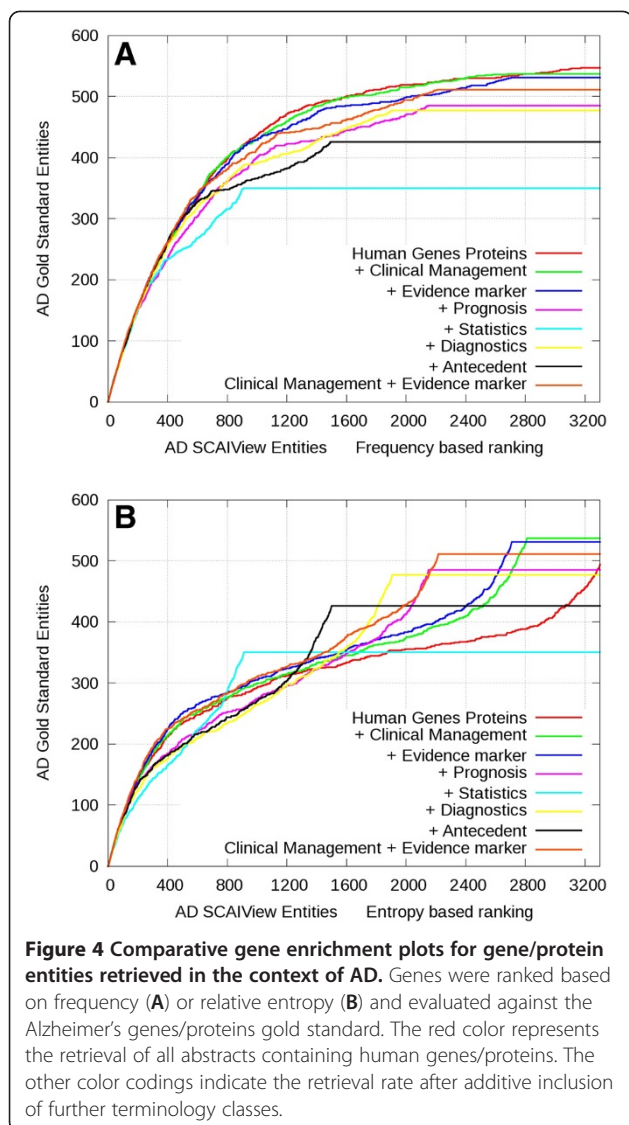 A
600
500
400
300
200
100
0
AD Gold Standard Entities
Human Genes Proteins
+ Clinical Management
+ Evidence marker
+ Prognosis
+ Statistics
+ Diagnostics
+ Antecedent
Clinical Management + Evidence marker
0 400 800 1200 1600 2000 2400 2800 3200
AD SCAIView Entities Frequency based ranking
B
600
500
400
300
200
100
0
AD Gold Standard Entities
Human Genes Proteins
+ Clinical Management
+ Evidence marker
+ Prognosis
+ Statistics
+ Diagnostics
+ Antecedent
Clinical Management + Evidence marker
0 400 800 1200 1600 2000 2400 2800 3200
AD SCAIView Entities Entropy based ranking
Figure 4 Comparative gene enrichment plots for gene/protein
entities retrieved in the context of AD. Genes were ranked based
on frequency (A) or relative entropy (B) and evaluated against the
Alzheimer's genes/proteins gold standard. The red color represents
the retrieval of all abstracts containing human genes/proteins. The
other color codings indicate the retrieval rate after additive inclusion
of further terminology classes.